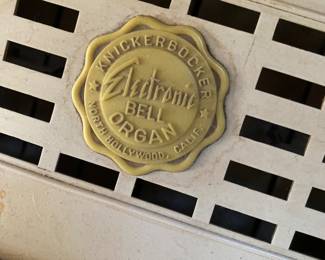 KNICKERBOCKER
Electronic
BELL
ORGAN
NORTH HOLLYWOOD, CALIF.